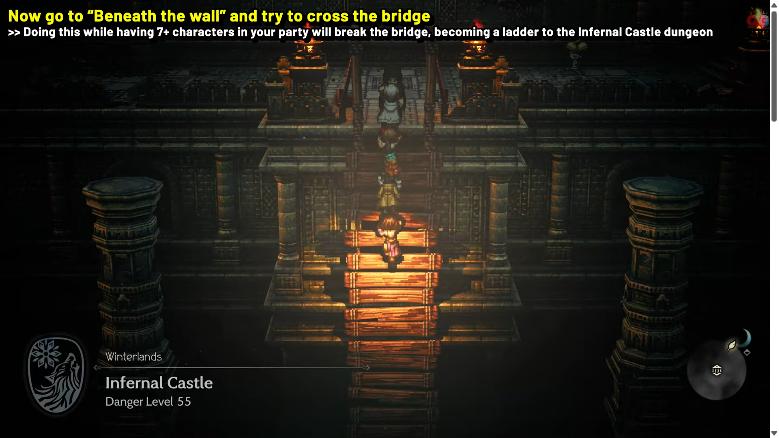 Now go to “Beneath the wall” and try to cross the bridge
>> Doing this while having 7+ characters in your party will break the bridge, becoming a ladder to the Infernal Castle dungeon
Winterlands
Infernal Castle
Danger Level 55